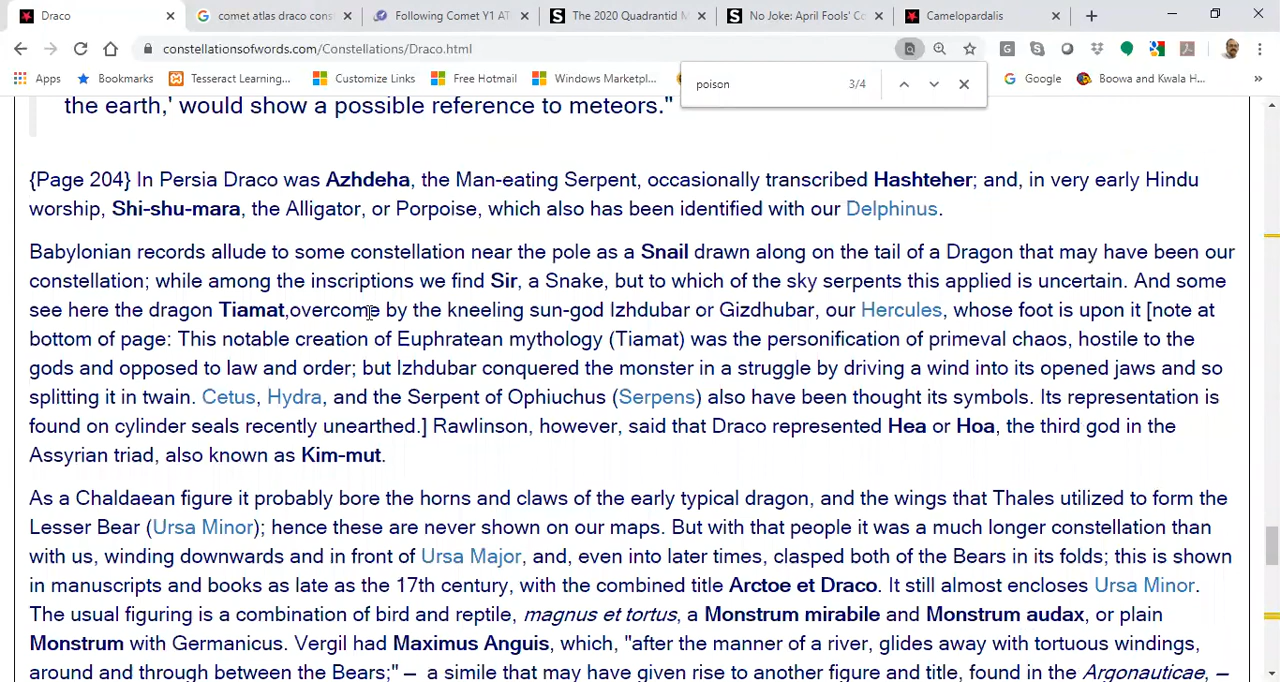 Draco
comet atlas draco cons
Following Comet Y1 AT
The 2020 Quadrantid M
No Joke: April Fools' Co
Camelopardalis
constellationsofwords.com/Constellations/Draco.html
Apps Bookmarks Tesseract Learning... Customize Links Free Hotmail Windows Marketpl... Google Boowa and Kwala H... »
poison 3/4
the earth,' would show a possible reference to meteors."
{Page 204} In Persia Draco was Azhdeha, the Man-eating Serpent, occasionally transcribed Hashteher; and, in very early Hindu
worship, Shi-shu-mara, the Alligator, or Porpoise, which also has been identified with our Delphinus.
Babylonian records allude to some constellation near the pole as a Snail drawn along on the tail of a Dragon that may have been our
constellation; while among the inscriptions we find Sir, a Snake, but to which of the sky serpents this applied is uncertain. And some
see here the dragon Tiamat,overcome by the kneeling sun-god Izhdubar or Gizdhubar, our Hercules, whose foot is upon it [note at
bottom of page: This notable creation of Euphratean mythology (Tiamat) was the personification of primeval chaos, hostile to the
gods and opposed to law and order; but Izhdubar conquered the monster in a struggle by driving a wind into its opened jaws and so
splitting it in twain. Cetus, Hydra, and the Serpent of Ophiuchus (Serpens) also have been thought its symbols. Its representation is
found on cylinder seals recently unearthed.] Rawlinson, however, said that Draco represented Hea or Hoa, the third god in the
Assyrian triad, also known as Kim-mut.
As a Chaldaean figure it probably bore the horns and claws of the early typical dragon, and the wings that Thales utilized to form the
Lesser Bear (Ursa Minor); hence these are never shown on our maps. But with that people it was a much longer constellation than
with us, winding downwards and in front of Ursa Major, and, even into later times, clasped both of the Bears in its folds; this is shown
in manuscripts and books as late as the 17th century, with the combined title Arctoe et Draco. It still almost encloses Ursa Minor.
The usual figuring is a combination of bird and reptile, magnus et tortus, a Monstrum mirabile and Monstrum audax, or plain
Monstrum with Germanicus. Vergil had Maximus Anguis, which, "after the manner of a river, glides away with tortuous windings,
around and through between the Bears;" — a simile that may have given rise to another figure and title, found in the Argonauticae, —